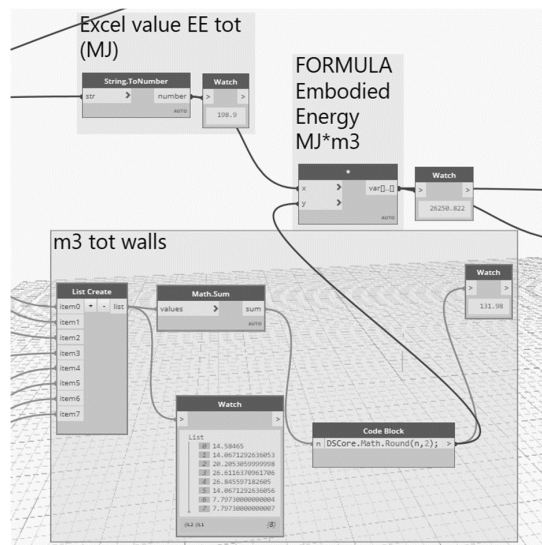 Excel value EE tot
(MJ)
String.ToNumber
str > number
AUTO
Watch
> >
198.9
FORMULA
Embodied
Energy
MJ*m3
*
x > var[]..[]
y >
AUTO
Watch
> >
26250.822
m3 tot walls
List Create
item0 + - list
item1
item2
item3
item4
item5
item6
item7
Math.Sum
values > sum
AUTO
Watch
> >
131.98
Watch
> >
List
0 14.58465
1 14.0671292636053
2 20.2053059999998
3 26.6116370961706
4 26.845597182605
5 14.0671292636056
6 7.79730000000004
7 7.79730000000007
@L2 @L1 {8}
Code Block
n DSCore.Math.Round(n,2); >